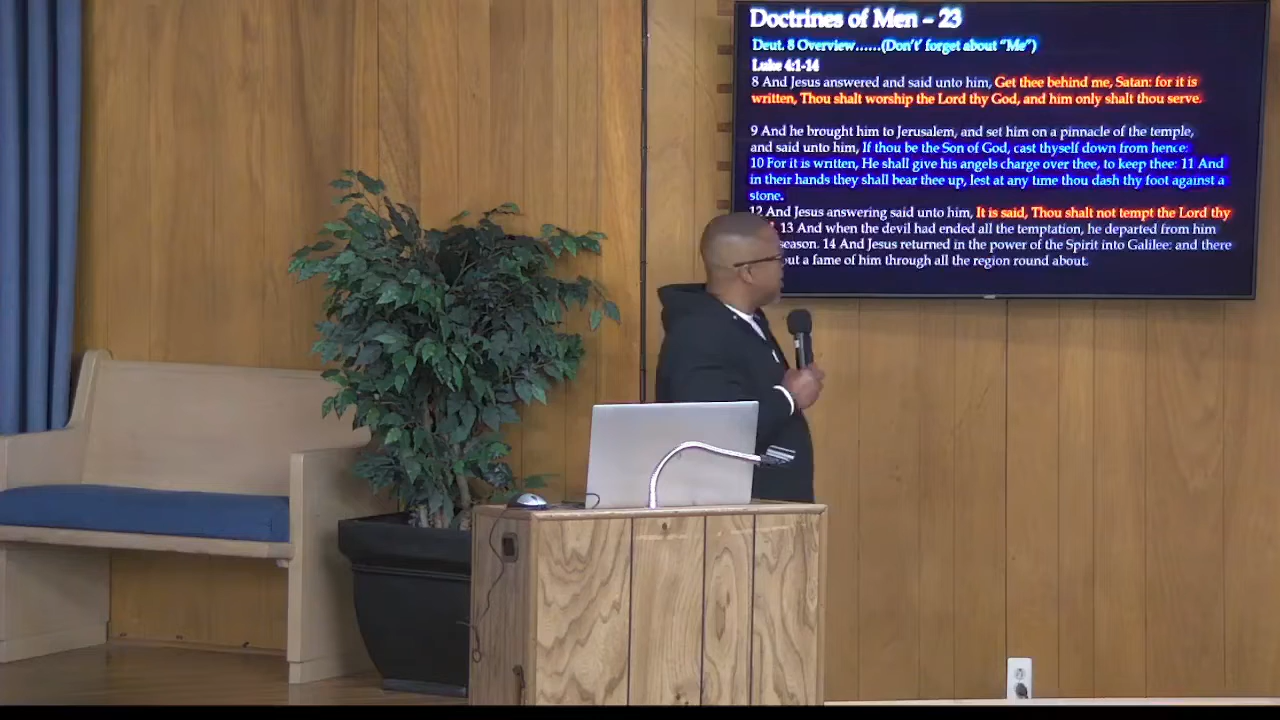 Doctrines of Men – 23
Deut. 8 Overview……(Don't' forget about "Me")
Luke 4:1-14
8 And Jesus answered and said unto him, Get thee behind me, Satan: for it is
written, Thou shalt worship the Lord thy God, and him only shalt thou serve.
9 And he brought him to Jerusalem, and set him on a pinnacle of the temple,
and said unto him, If thou be the Son of God, cast thyself down from hence:
10 For it is written, He shall give his angels charge over thee, to keep thee: 11 And
in their hands they shall bear thee up, lest at any time thou dash thy foot against a
stone.
12 And Jesus answering said unto him, It is said, Thou shalt not tempt the Lord thy
13 And when the devil had ended all the temptation, he departed from him
season. 14 And Jesus returned in the power of the Spirit into Galilee: and there
a fame of him through all the region round about.